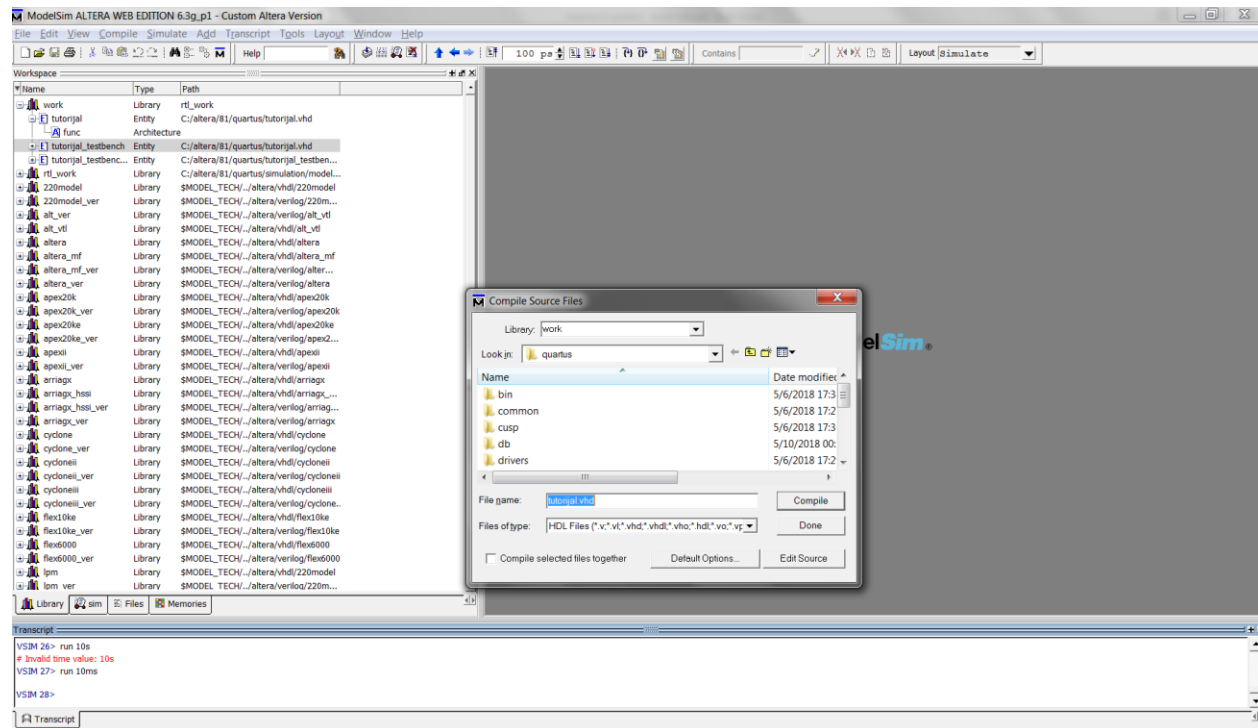 ModelSim ALTERA WEB EDITION 6.3g_p1 - Custom Altera Version
File Edit View Compile Simulate Add Transcript Tools Layout Window Help
Help 100 ps Contains Layout Simulate
Workspace
Name Type Path
work Library rtl_work
tutorijal Entity C:/altera/81/quartus/tutorijal.vhd
func Architecture
tutorijal_testbench Entity C:/altera/81/quartus/tutorijal.vhd
tutorijal_testbenc... Entity C:/altera/81/quartus/tutorijal_testben...
rtl_work Library C:/altera/81/quartus/simulation/model...
220model Library $MODEL_TECH/../altera/vhdl/220model
220model_ver Library $MODEL_TECH/../altera/verilog/220m...
alt_ver Library $MODEL_TECH/../altera/verilog/alt_vtl
alt_vtl Library $MODEL_TECH/../altera/vhdl/alt_vtl
altera Library $MODEL_TECH/../altera/vhdl/altera
altera_mf Library $MODEL_TECH/../altera/vhdl/altera_mf
altera_mf_ver Library $MODEL_TECH/../altera/verilog/alter...
altera_ver Library $MODEL_TECH/../altera/verilog/altera
apex20k Library $MODEL_TECH/../altera/vhdl/apex20k
apex20k_ver Library $MODEL_TECH/../altera/verilog/apex20k
apex20ke Library $MODEL_TECH/../altera/vhdl/apex20ke
apex20ke_ver Library $MODEL_TECH/../altera/verilog/apex2...
apexii Library $MODEL_TECH/../altera/vhdl/apexii
apexii_ver Library $MODEL_TECH/../altera/verilog/apexii
arriagx_hssi Library $MODEL_TECH/../altera/vhdl/arriagx_...
arriagx_hssi_ver Library $MODEL_TECH/../altera/verilog/arriag...
arriagx_ver Library $MODEL_TECH/../altera/verilog/arriagx
cyclone Library $MODEL_TECH/../altera/vhdl/cyclone
cyclone_ver Library $MODEL_TECH/../altera/verilog/cyclone
cycloneii Library $MODEL_TECH/../altera/vhdl/cycloneii
cycloneii_ver Library $MODEL_TECH/../altera/verilog/cycloneii
cycloneiii Library $MODEL_TECH/../altera/vhdl/cycloneiii
cycloneiii_ver Library $MODEL_TECH/../altera/verilog/cyclone..
flex10ke Library $MODEL_TECH/../altera/vhdl/flex10ke
flex10ke_ver Library $MODEL_TECH/../altera/verilog/flex10ke
flex6000 Library $MODEL_TECH/../altera/vhdl/flex6000
flex6000_ver Library $MODEL_TECH/../altera/verilog/flex6000
lpm Library $MODEL_TECH/../altera/vhdl/220model
lpm_ver Library $MODEL_TECH/../altera/verilog/220m...
Library sim Files Memories
elSim
Compile Source Files
Library: work
Look in: quartus
Name Date modified
bin 5/6/2018 17:3
common 5/6/2018 17:2
cusp 5/6/2018 17:3
db 5/10/2018 00:
drivers 5/6/2018 17:2
File name: tutorijal.vhd Compile
Files of type: HDL Files (*.v;*.vl;*.vhd;*.vhdl;*.vho;*.hdl;*.vo;*.vp Done
Compile selected files together Default Options... Edit Source
Transcript
VSIM 26> run 10s
# Invalid time value: 10s
VSIM 27> run 10ms
VSIM 28>
Transcript